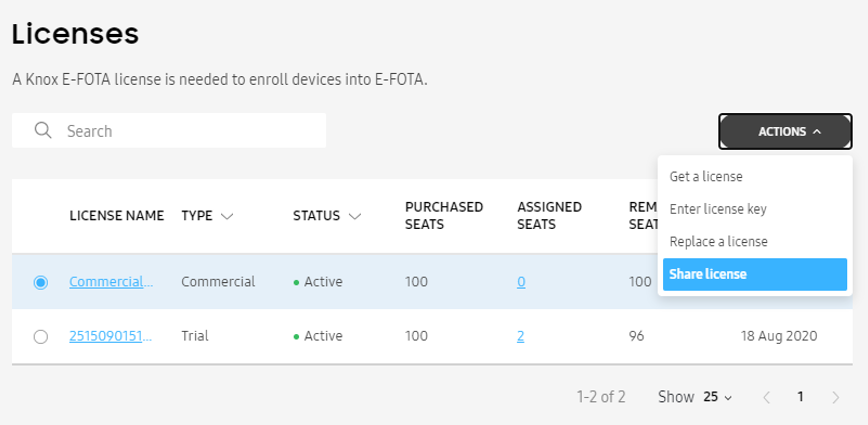 Licenses
A Knox E-FOTA license is needed to enroll devices into E-FOTA.
Search
ACTIONS
Get a license
Enter license key
Replace a license
Share license
LICENSE NAME TYPE STATUS PURCHASED SEATS ASSIGNED SEATS
Commercial... Commercial Active 100 0 100
2515090151... Trial Active 100 2 96 18 Aug 2020
1-2 of 2 Show 25 1